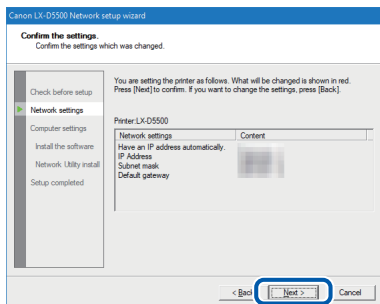 Canon LX-D5500 Network setup wizard
Confirm the settings.
Confirm the settings which was changed.
Check before setup
Network settings
Computer settings
Install the software
Network Utility install
Setup completed
You are setting the printer as follows. What will be changed is shown in red.
Press [Next] to confirm. If you want to change the settings, press [Back].
Printer:LX-D5500
Network settings Content
Have an IP address automatically.
IP Address
Subnet mask
Default gateway
< Back Next > Cancel